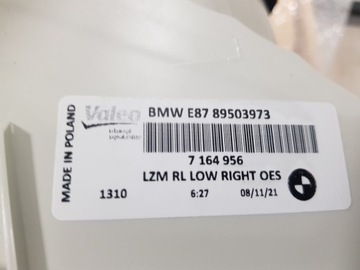 MADE IN POLAND
Valeo
BMW E87 89503973
7 164 956
LZM RL LOW RIGHT OES
1310 6:27 08/11/21